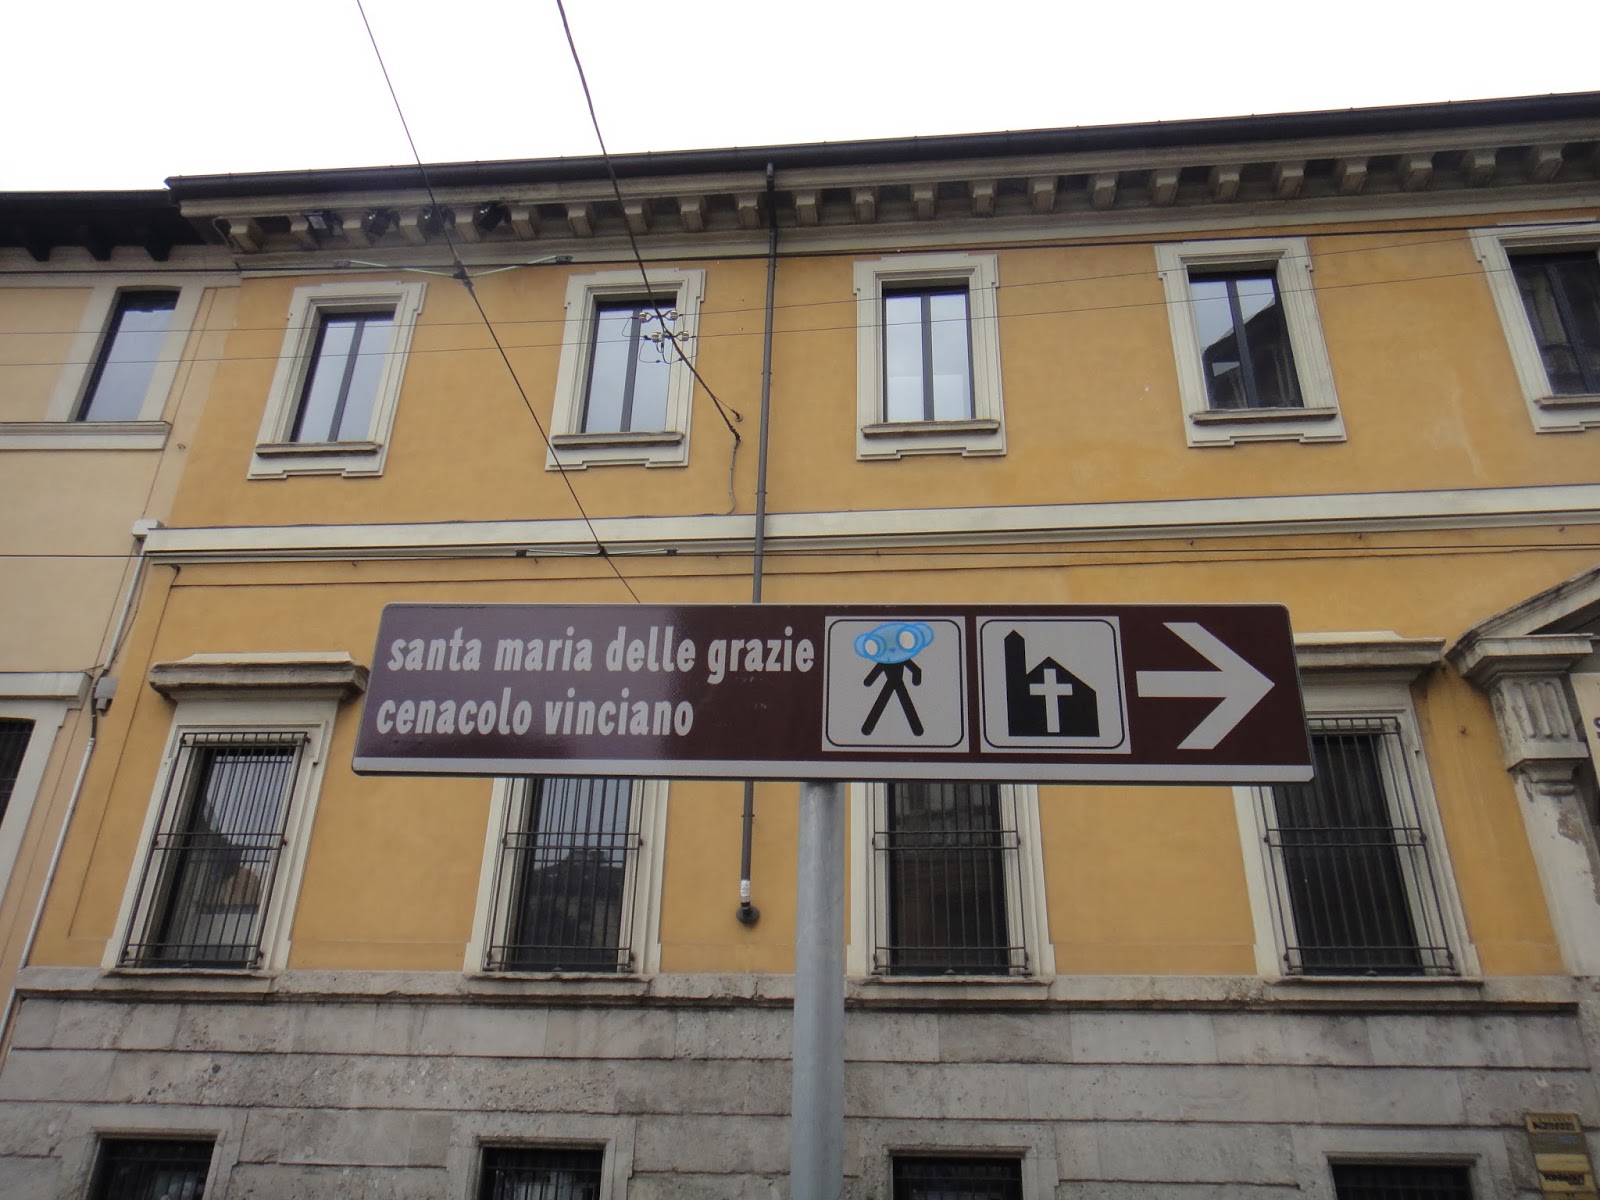 santa maria delle grazie
cenacolo vinciano